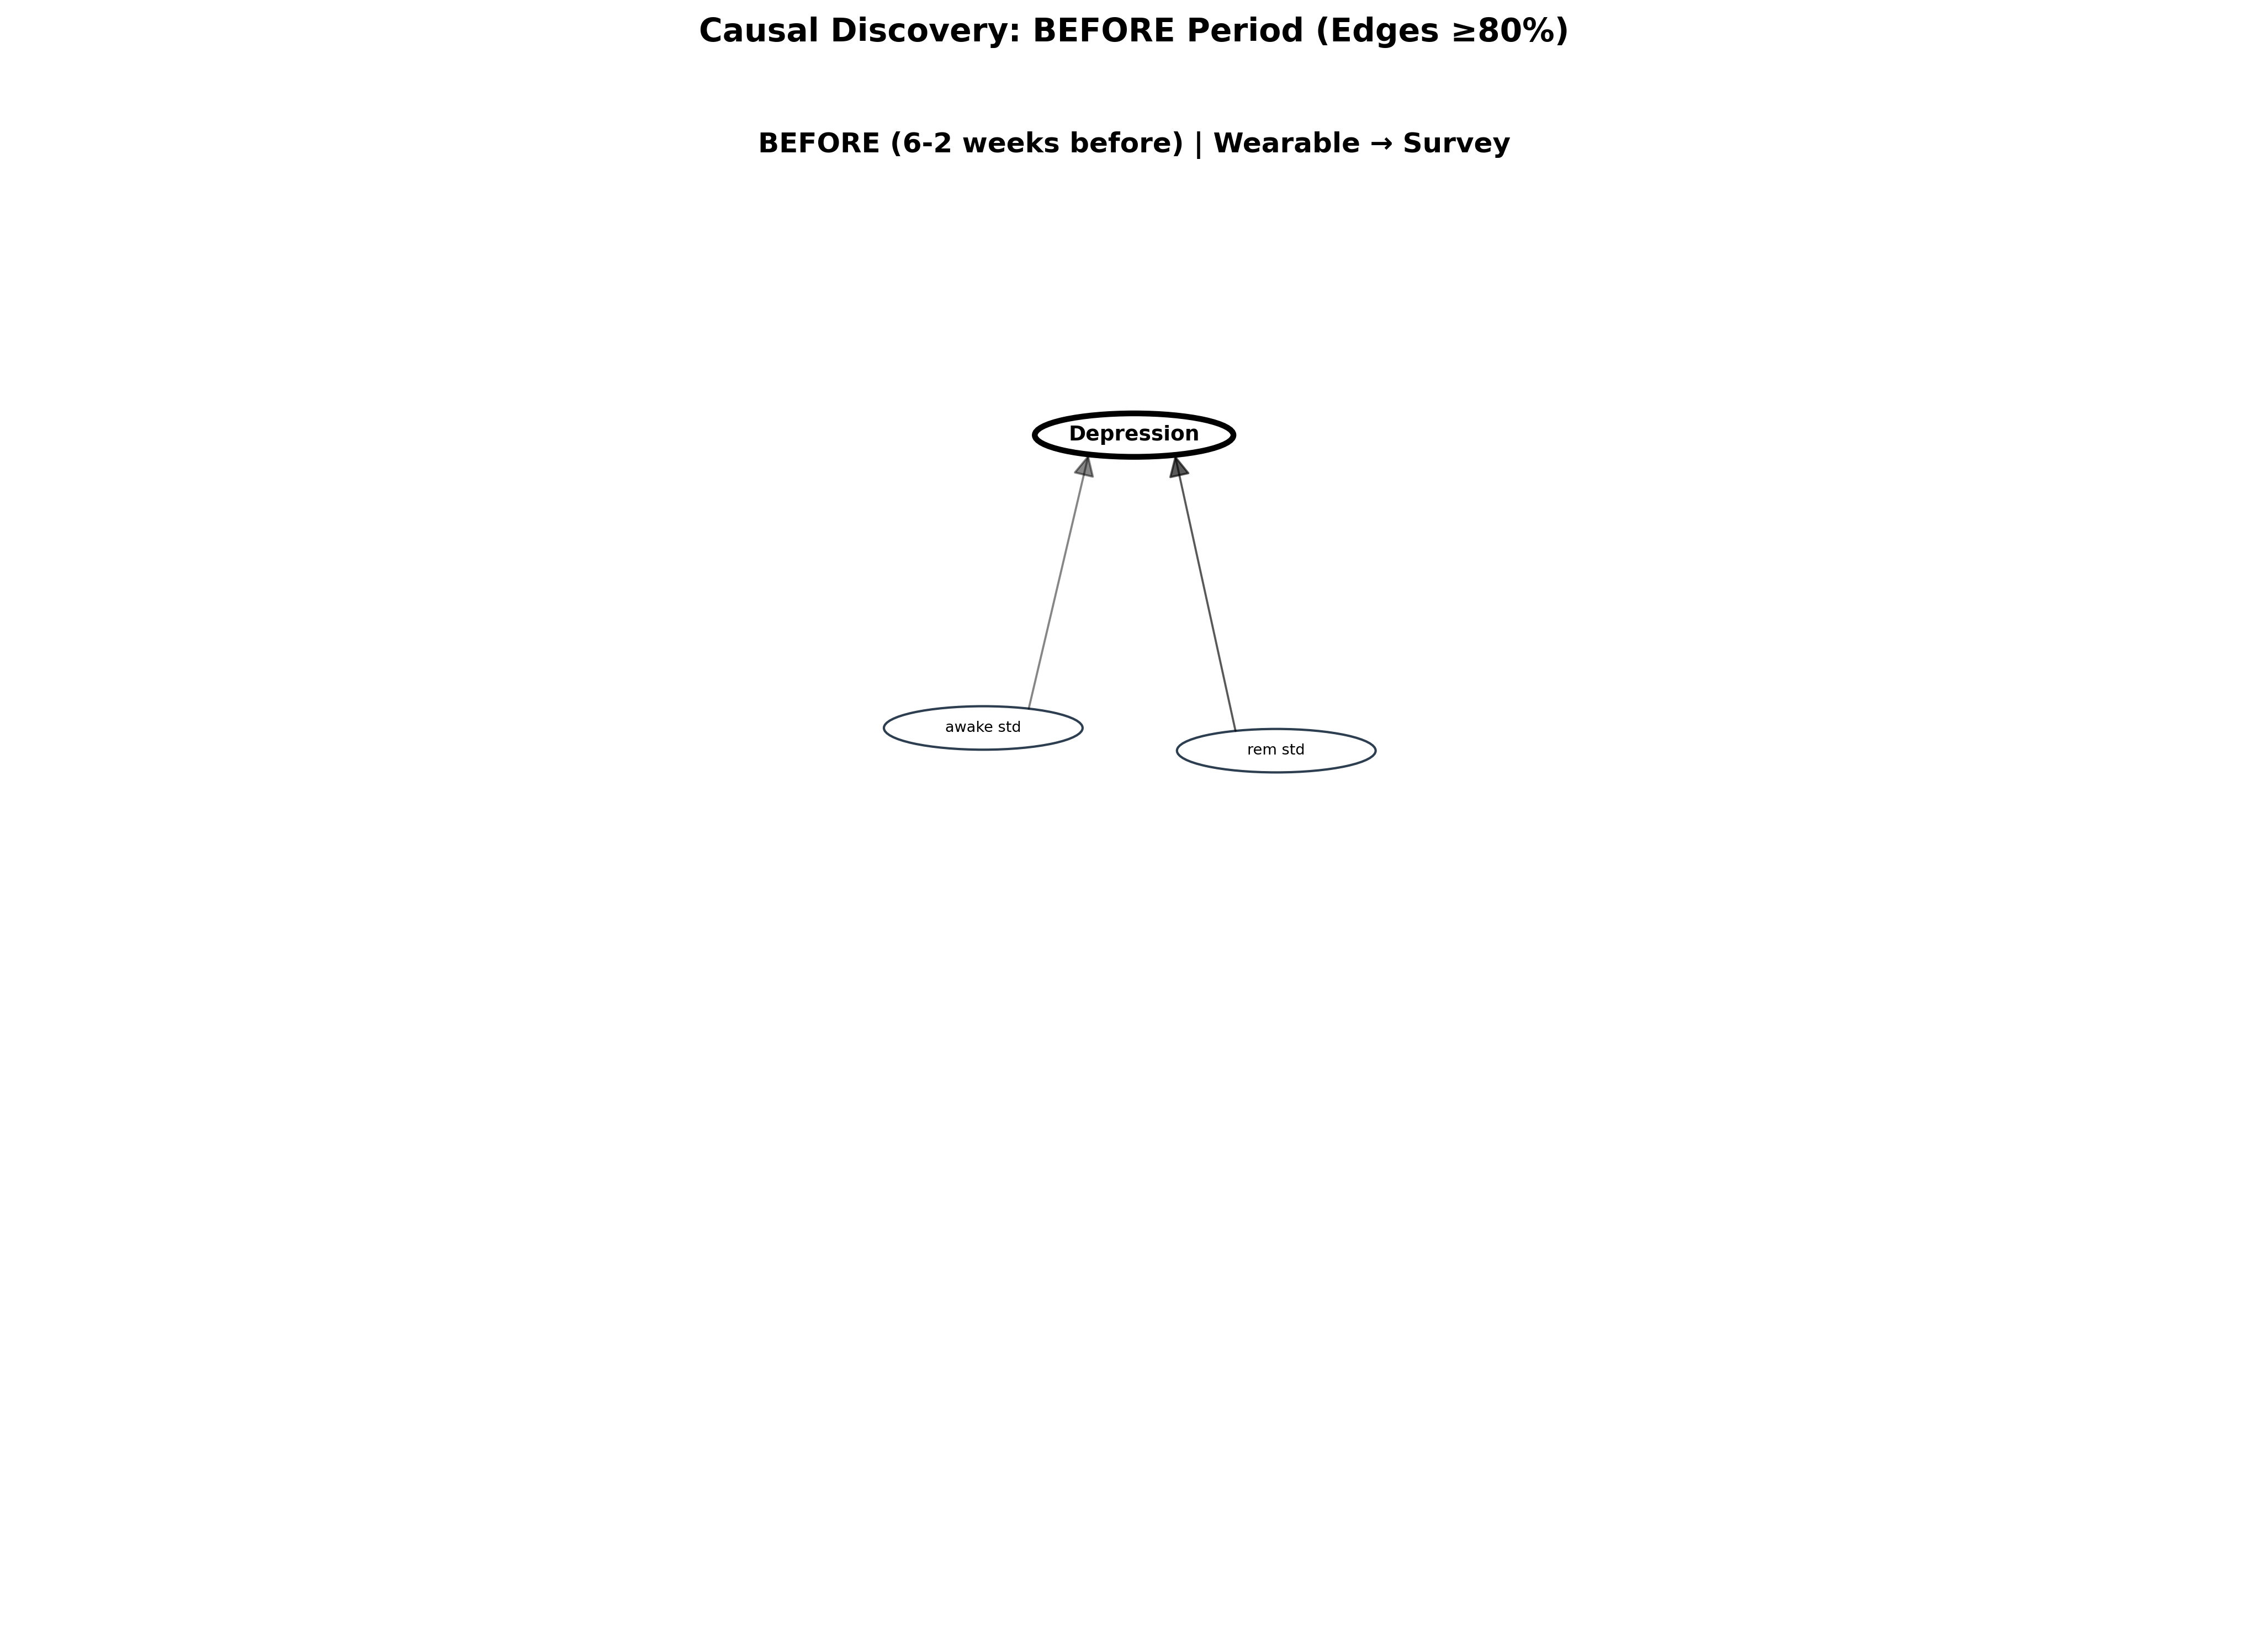 Causal Discovery: BEFORE Period (Edges ≥80%)
BEFORE (6-2 weeks before) | Wearable → Survey
Depression
awake std
rem std